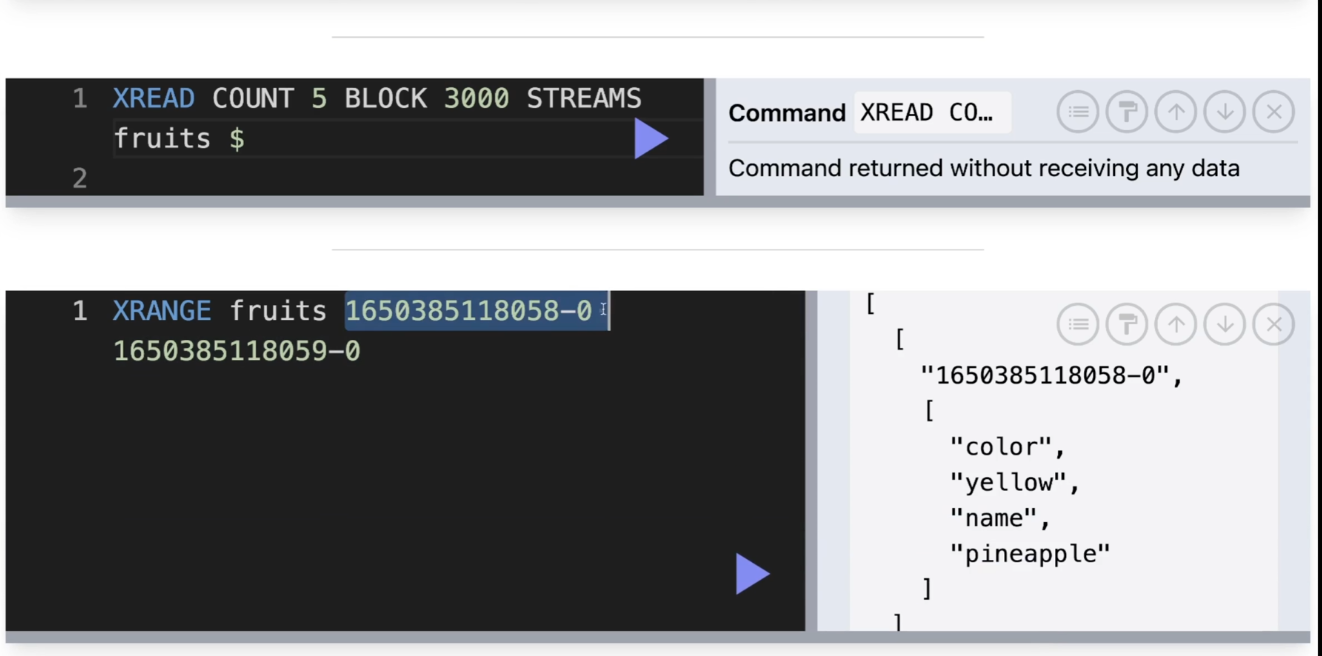 1 XREAD COUNT 5 BLOCK 3000 STREAMS
fruits $
2
Command XREAD CO…
Command returned without receiving any data
1 XRANGE fruits 1650385118058-0
1650385118059-0
[
[
"1650385118058-0",
[
"color",
"yellow",
"name",
"pineapple"
]
]